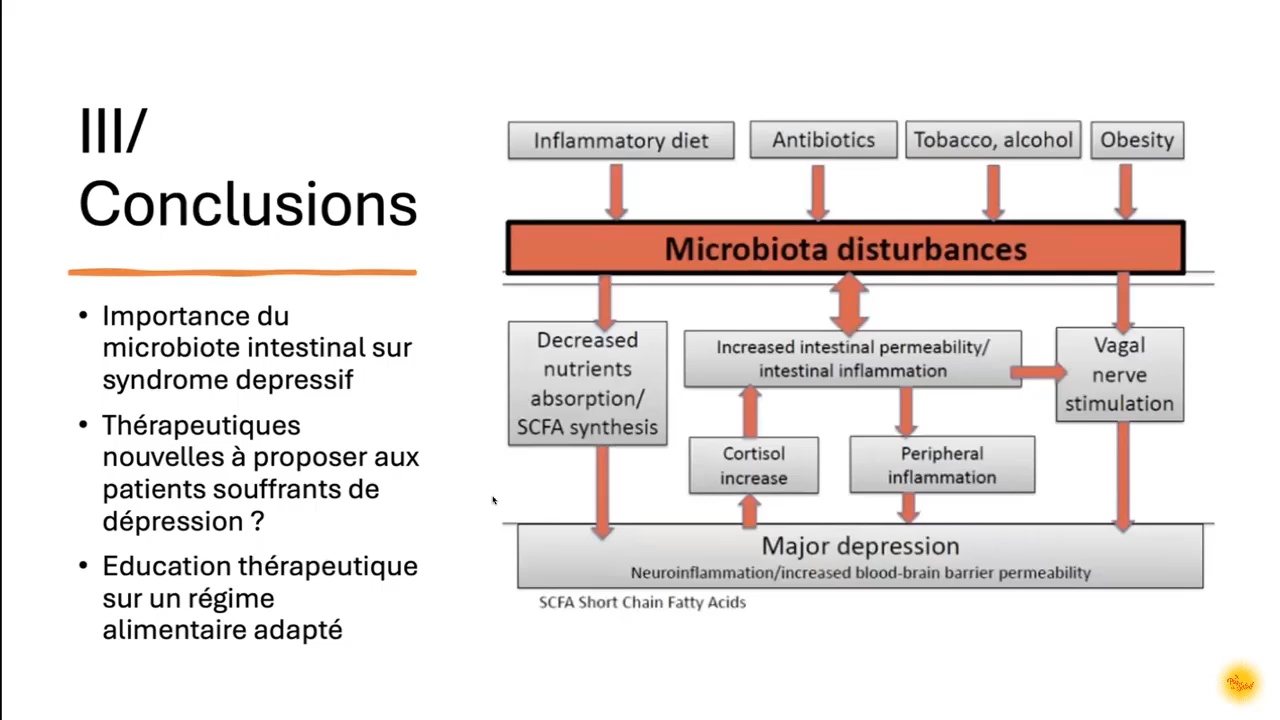 III/
Conclusions
• Importance du
microbiote intestinal sur
syndrome depressif
• Thérapeutiques
nouvelles à proposer aux
patients souffrants de
dépression ?
• Education thérapeutique
sur un régime
alimentaire adapté
Inflammatory diet
Antibiotics
Tobacco, alcohol
Obesity
Microbiota disturbances
Decreased
nutrients
absorption/
SCFA synthesis
Increased intestinal permeability/
intestinal inflammation
Vagal
nerve
stimulation
Cortisol
increase
Peripheral
inflammation
Major depression
Neuroinflammation/increased blood-brain barrier permeability
SCFA Short Chain Fatty Acids